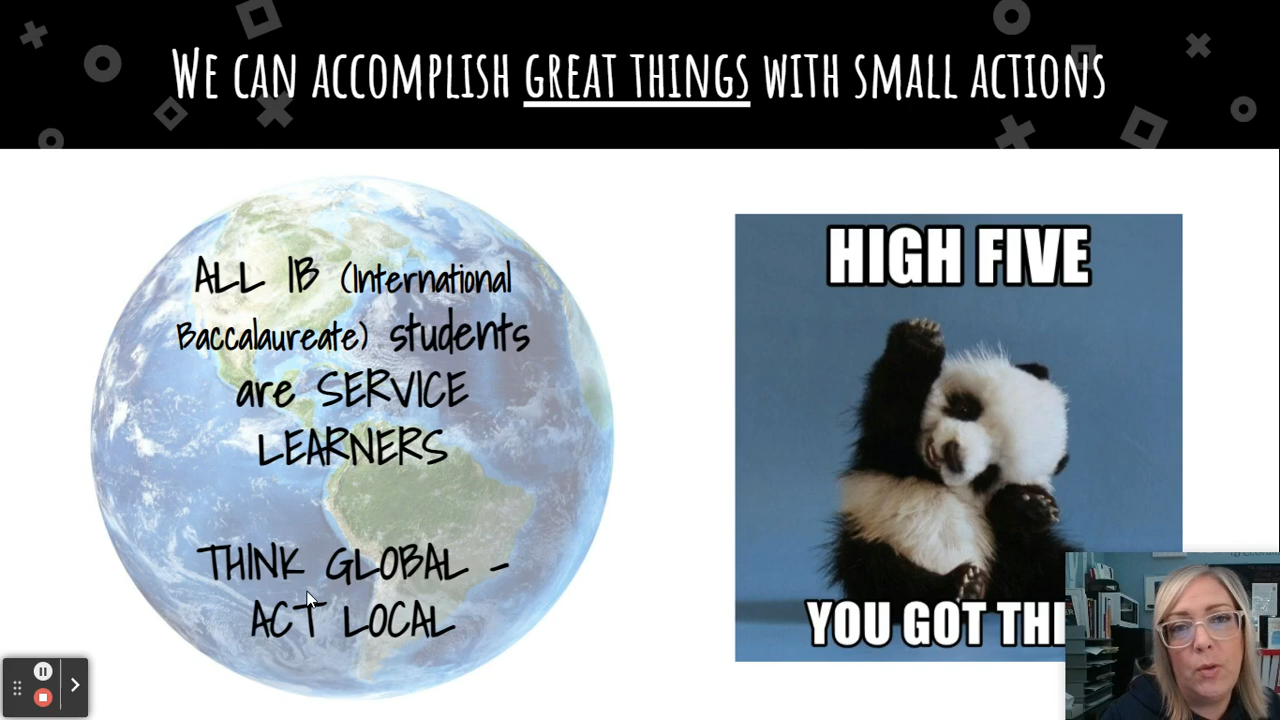 WE CAN ACCOMPLISH GREAT THINGS WITH SMALL ACTIONS
ALL IB (International
Baccalaureate) students
are SERVICE
LEARNERS
THINK GLOBAL -
ACT LOCAL
HIGH FIVE
YOU GOT